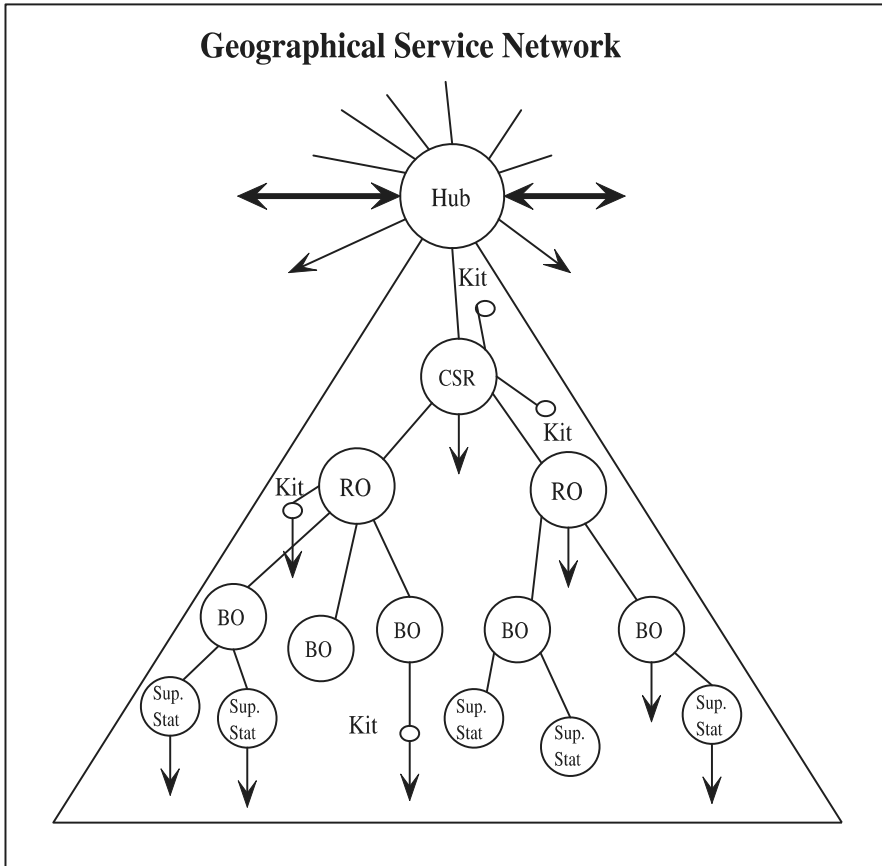 Geographical Service Network
Hub
Kit
CSR
Kit
Kit
RO
RO
BO
BO
BO
BO
BO
Sup.
Stat
Sup.
Stat
Kit
Sup.
Stat
Sup.
Stat
Sup.
Stat